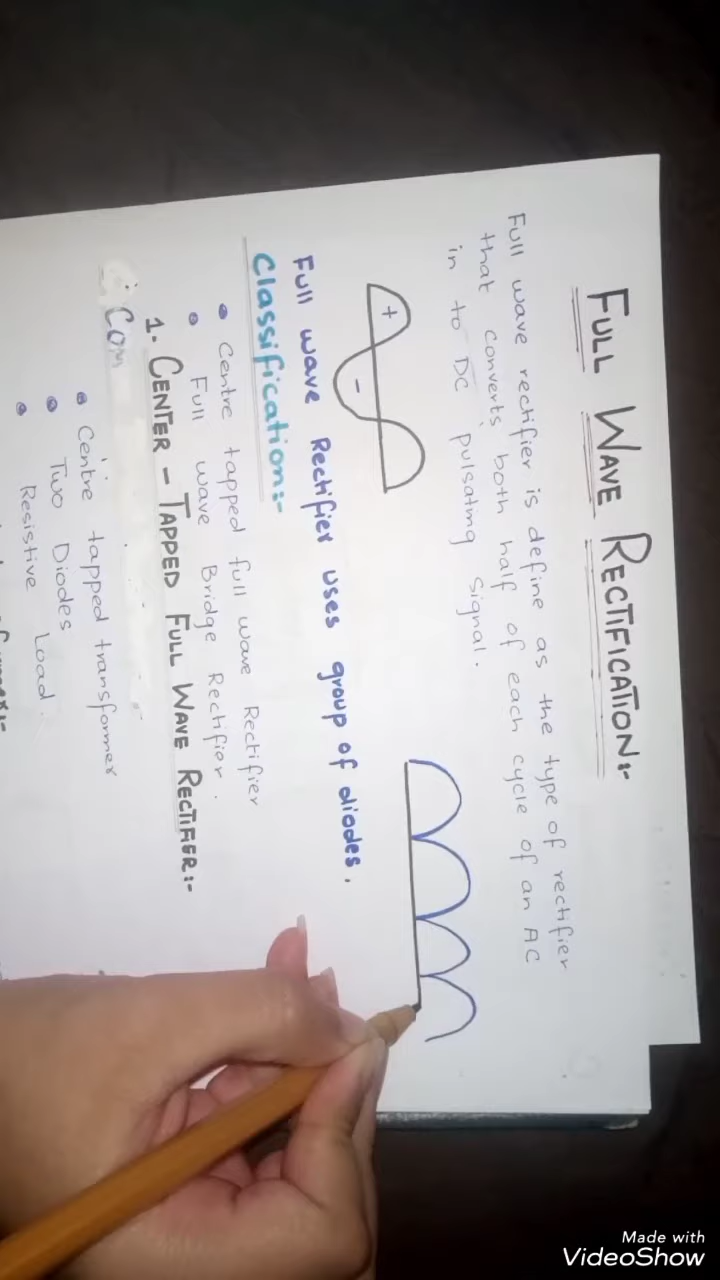 FULL WAVE RECTIFICATION:-
Full wave rectifier is define as the type of rectifier
that converts both half of each cycle of an AC
in to DC pulsating signal.
+
-
Full wave Rectifier uses group of diodes.
Classification:-
• Centre tapped full wave Rectifier
• Full wave Bridge Rectifier.
1. CENTER - TAPPED FULL WAVE RECTIFIER:-
Com
• Centre tapped transformer
• Two Diodes
• Resistive Load.
Made with
VideoShow